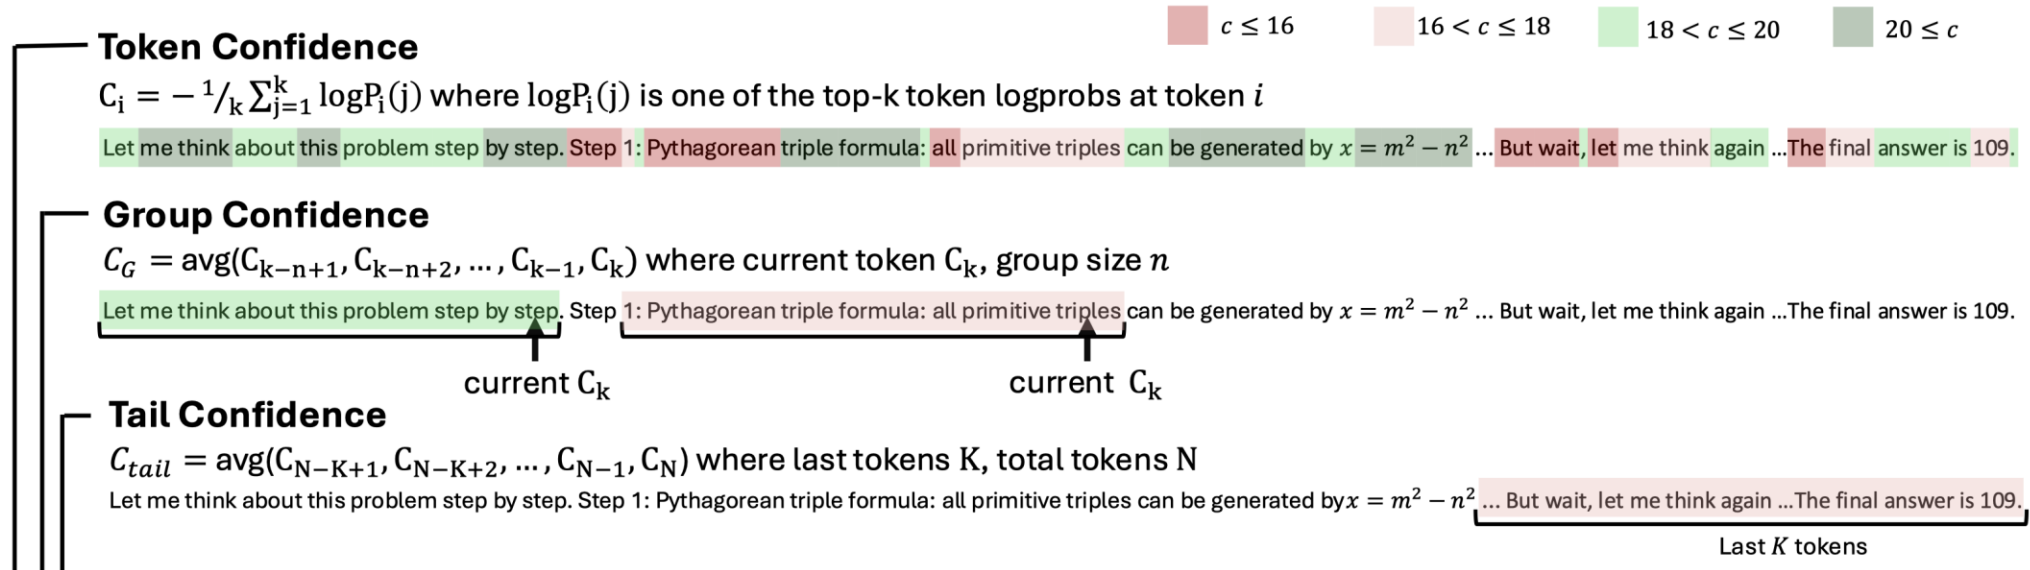 c ≤ 16 16 < c ≤ 18 18 < c ≤ 20 20 ≤ c
Token Confidence
Cᵢ = − ¹/ₖ ∑ⱼ₌₁ᵏ logPᵢ(j) where logPᵢ(j) is one of the top-k token logprobs at token i
Let me think about this problem step by step. Step 1: Pythagorean triple formula: all primitive triples can be generated by x = m² − n² ... But wait, let me think again ...The final answer is 109.
Group Confidence
C_G = avg(C_{k−n+1}, C_{k−n+2}, ..., C_{k−1}, C_k) where current token C_k, group size n
Let me think about this problem step by step. Step 1: Pythagorean triple formula: all primitive triples can be generated by x = m² − n² ... But wait, let me think again ...The final answer is 109.
current C_k current C_k
Tail Confidence
C_{tail} = avg(C_{N−K+1}, C_{N−K+2}, ..., C_{N−1}, C_N) where last tokens K, total tokens N
Let me think about this problem step by step. Step 1: Pythagorean triple formula: all primitive triples can be generated by x = m² − n² ... But wait, let me think again ...The final answer is 109.
Last K tokens